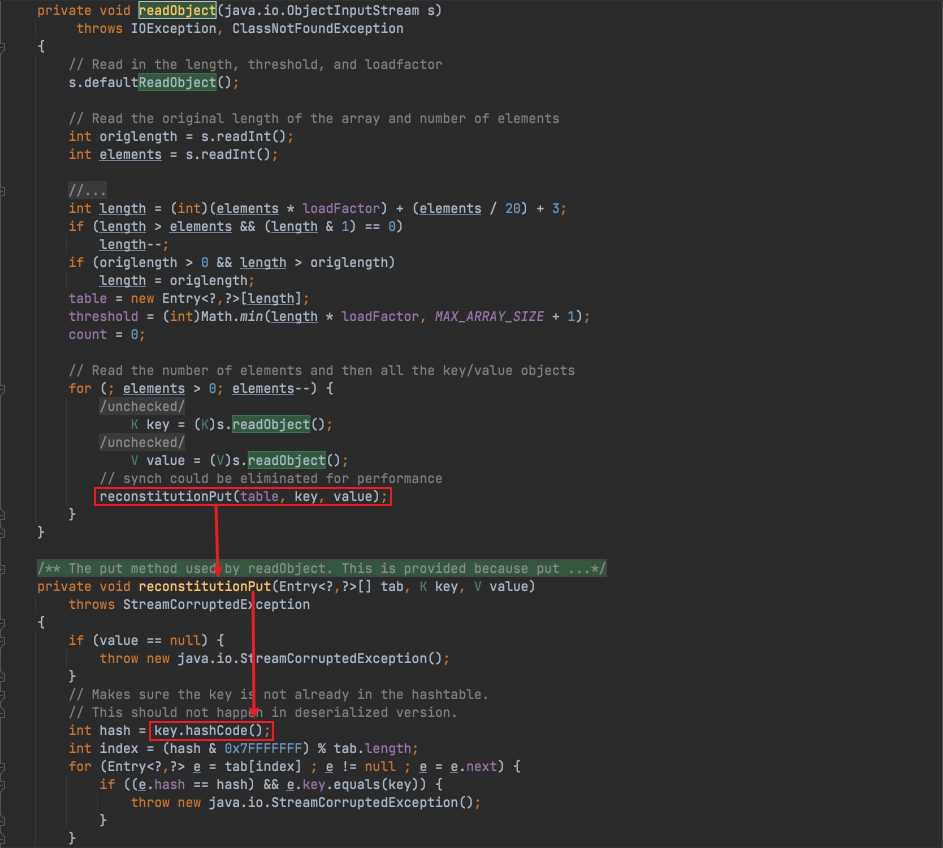 private void readObject(java.io.ObjectInputStream s)
     throws IOException, ClassNotFoundException
{
    // Read in the length, threshold, and loadfactor
    s.defaultReadObject();
    // Read the original length of the array and number of elements
    int origlength = s.readInt();
    int elements = s.readInt();
    //...
    int length = (int)(elements * loadFactor) + (elements / 20) + 3;
    if (length > elements && (length & 1) == 0)
        length--;
    if (origlength > 0 && length > origlength)
        length = origlength;
    table = new Entry<?,?>[length];
    threshold = (int)Math.min(length * loadFactor, MAX_ARRAY_SIZE + 1);
    count = 0;
    // Read the number of elements and then all the key/value objects
    for (; elements > 0; elements--) {
        /unchecked/
            K key = (K)s.readObject();
        /unchecked/
            V value = (V)s.readObject();
        // synch could be eliminated for performance
        reconstitutionPut(table, key, value);
    }
}
/** The put method used by readObject. This is provided because put ...*/
private void reconstitutionPut(Entry<?,?>[] tab, K key, V value)
    throws StreamCorruptedException
{
    if (value == null) {
        throw new java.io.StreamCorruptedException();
    }
    // Makes sure the key is not already in the hashtable.
    // This should not happen in deserialized version.
    int hash = key.hashCode();
    int index = (hash & 0x7FFFFFFF) % tab.length;
    for (Entry<?,?> e = tab[index] ; e != null ; e = e.next) {
        if ((e.hash == hash) && e.key.equals(key)) {
            throw new java.io.StreamCorruptedException();
        }
    }